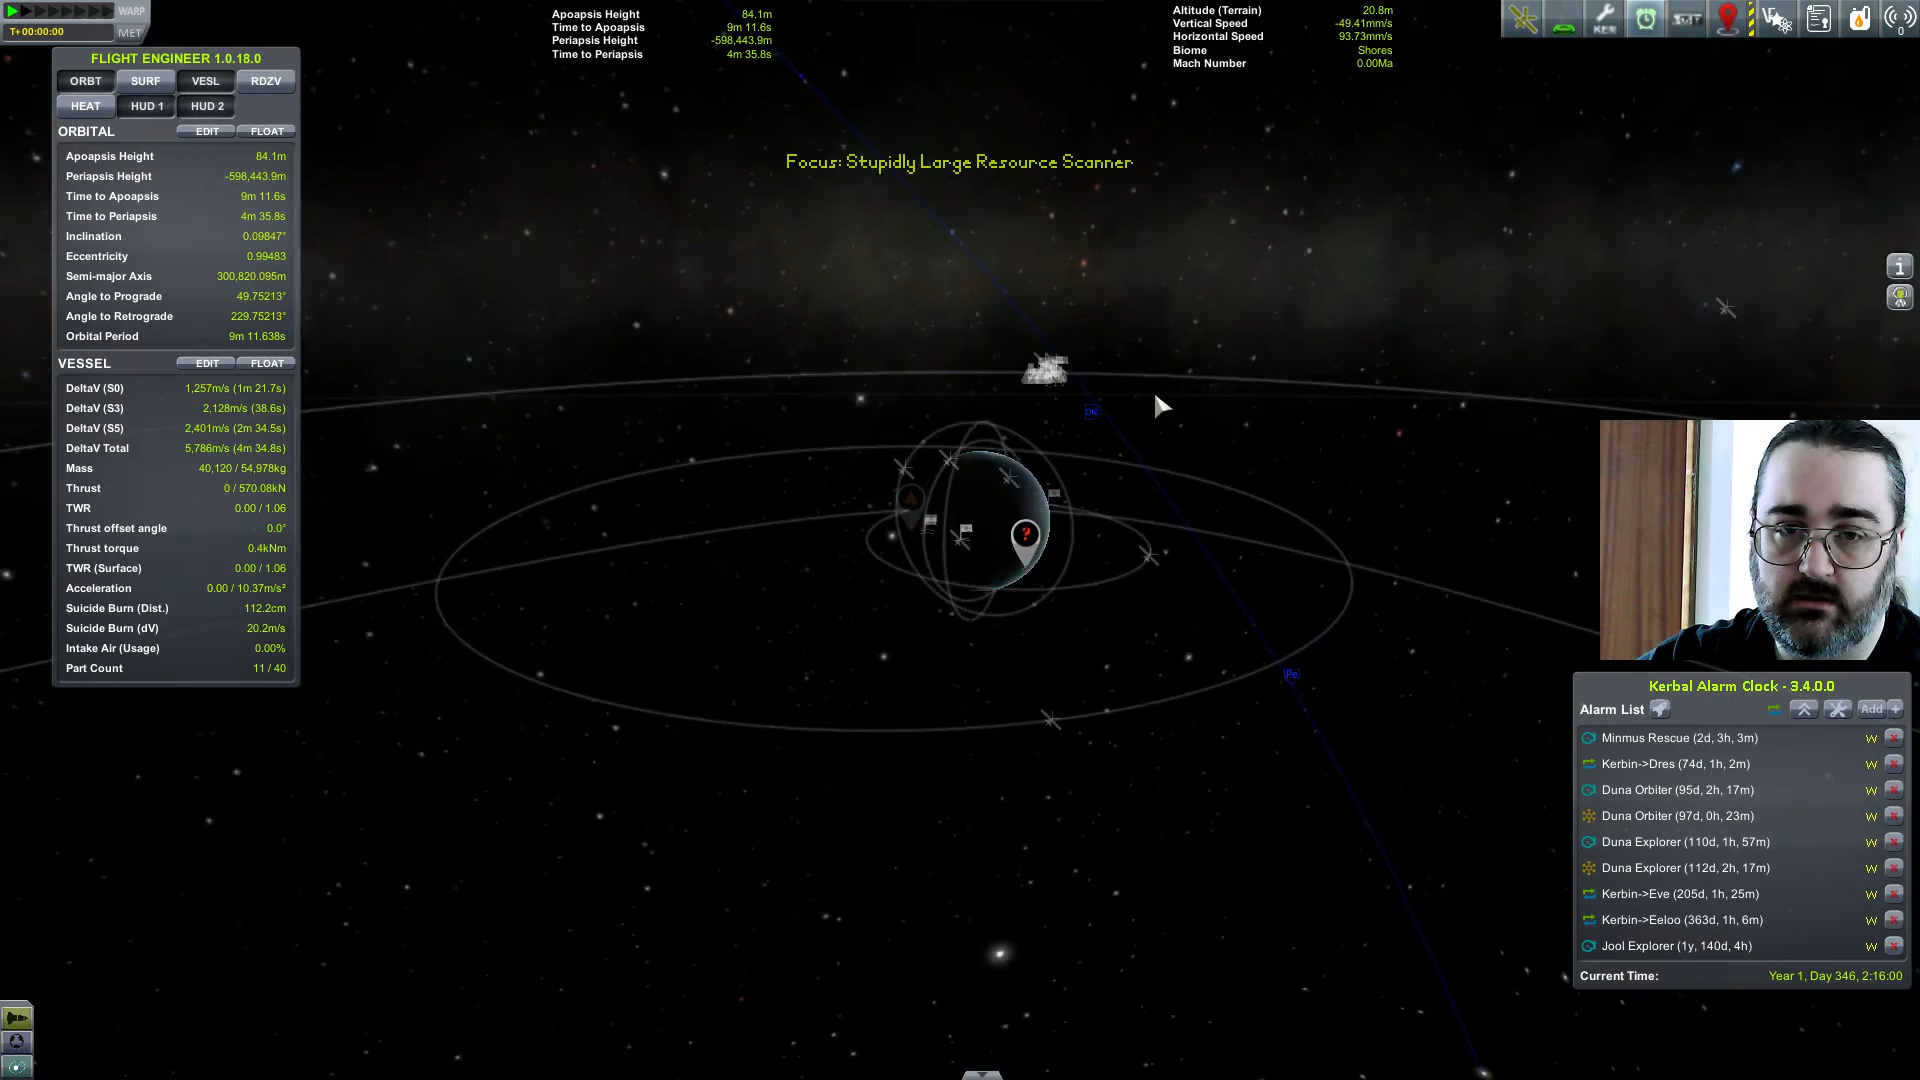 WARP
T+ 00:00:00
MET
FLIGHT ENGINEER 1.0.18.0
ORBT SURF VESL RDZV
HEAT HUD 1 HUD 2
ORBITAL EDIT FLOAT
Apoapsis Height 84.1m
Periapsis Height -598,443.9m
Time to Apoapsis 9m 11.6s
Time to Periapsis 4m 35.8s
Inclination 0.09847°
Eccentricity 0.99483
Semi-major Axis 300,820.095m
Angle to Prograde 49.75213°
Angle to Retrograde 229.75213°
Orbital Period 9m 11.638s
VESSEL EDIT FLOAT
DeltaV (S0) 1,257m/s (1m 21.7s)
DeltaV (S3) 2,128m/s (38.6s)
DeltaV (S5) 2,401m/s (2m 34.5s)
DeltaV Total 5,786m/s (4m 34.8s)
Mass 40,120 / 54,978kg
Thrust 0 / 570.08kN
TWR 0.00 / 1.06
Thrust offset angle 0.0°
Thrust torque 0.4kNm
TWR (Surface) 0.00 / 1.06
Acceleration 0.00 / 10.37m/s²
Suicide Burn (Dist.) 112.2cm
Suicide Burn (dV) 20.2m/s
Intake Air (Usage) 0.00%
Part Count 11 / 40
Apoapsis Height 84.1m
Time to Apoapsis 9m 11.6s
Periapsis Height -598,443.9m
Time to Periapsis 4m 35.8s
Altitude (Terrain) 20.8m
Vertical Speed -49.41mm/s
Horizontal Speed 93.73mm/s
Biome Shores
Mach Number 0.00Ma
KER
0
Focus: Stupidly Large Resource Scanner
DN
?
Pe
Kerbal Alarm Clock - 3.4.0.0
Alarm List Add +
Minmus Rescue (2d, 3h, 3m) W
Kerbin->Dres (74d, 1h, 2m) W
Duna Orbiter (95d, 2h, 17m) W
Duna Orbiter (97d, 0h, 23m) W
Duna Explorer (110d, 1h, 57m) W
Duna Explorer (112d, 2h, 17m) W
Kerbin->Eve (205d, 1h, 25m) W
Kerbin->Eeloo (363d, 1h, 6m) W
Jool Explorer (1y, 140d, 4h) W
Current Time: Year 1, Day 346, 2:16:00